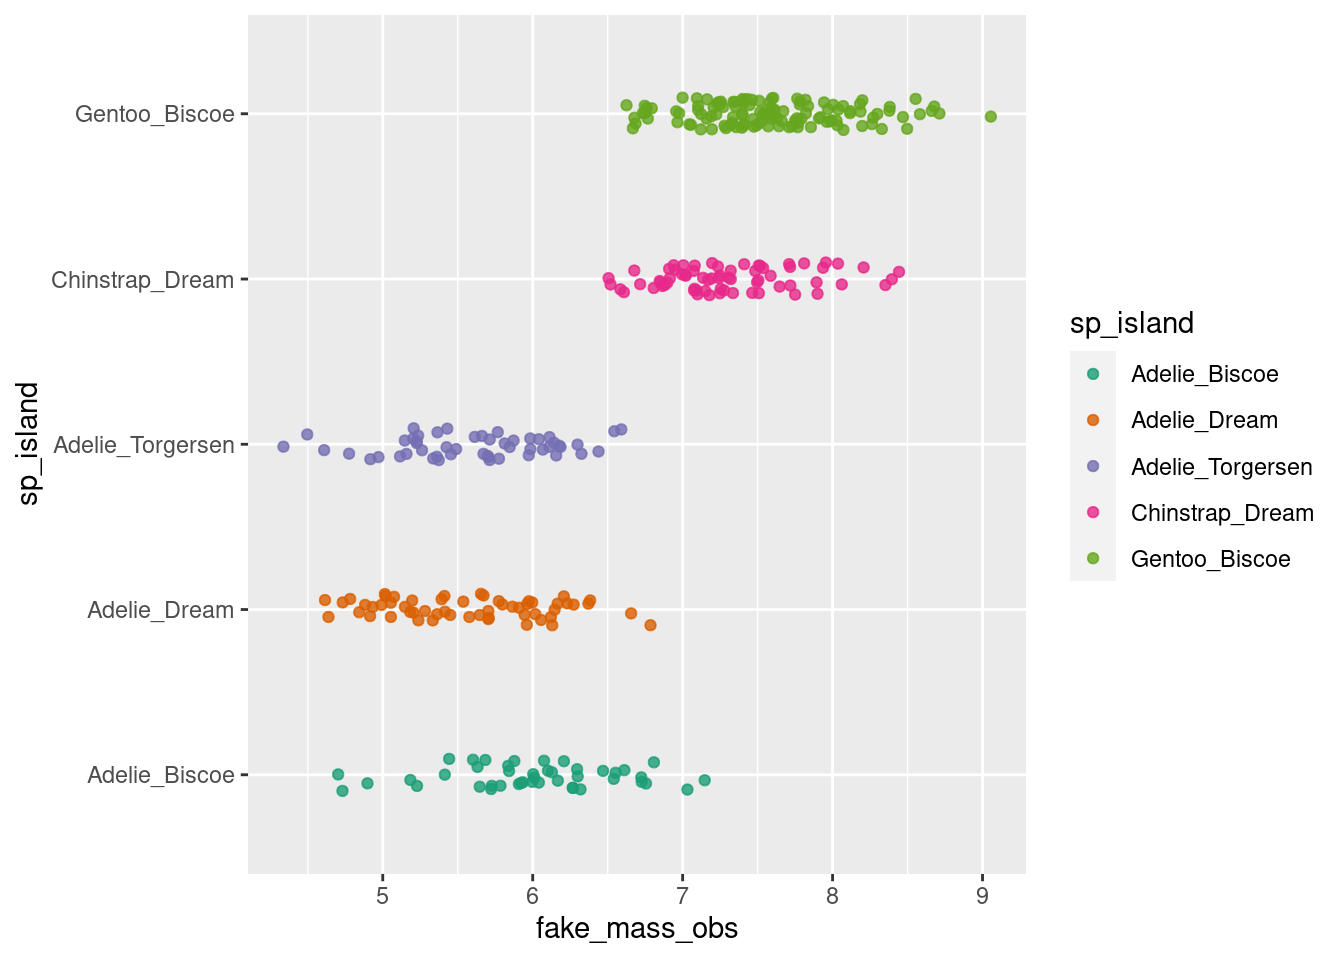 Gentoo_Biscoe
Chinstrap_Dream
Adelie_Torgersen
Adelie_Dream
Adelie_Biscoe
sp_island
5 6 7 8 9
fake_mass_obs
sp_island
Adelie_Biscoe
Adelie_Dream
Adelie_Torgersen
Chinstrap_Dream
Gentoo_Biscoe